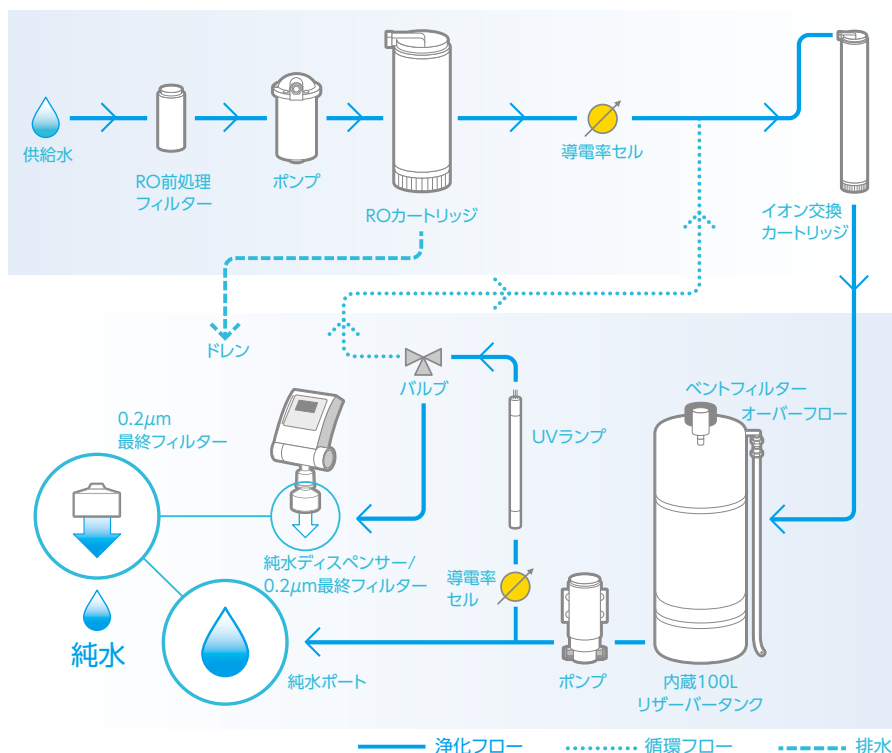 供給水
RO前処理
フィルター
ポンプ
ROカートリッジ
導電率セル
イオン交換
カートリッジ
ドレン
バルブ
ベントフィルター
オーバーフロー
0.2μm
最終フィルター
UVランプ
純水ディスペンサー/
0.2μm最終フィルター
導電率
セル
純水
純水ポート
ポンプ
内蔵100L
リザーバータンク
浄化フロー
循環フロー
排水